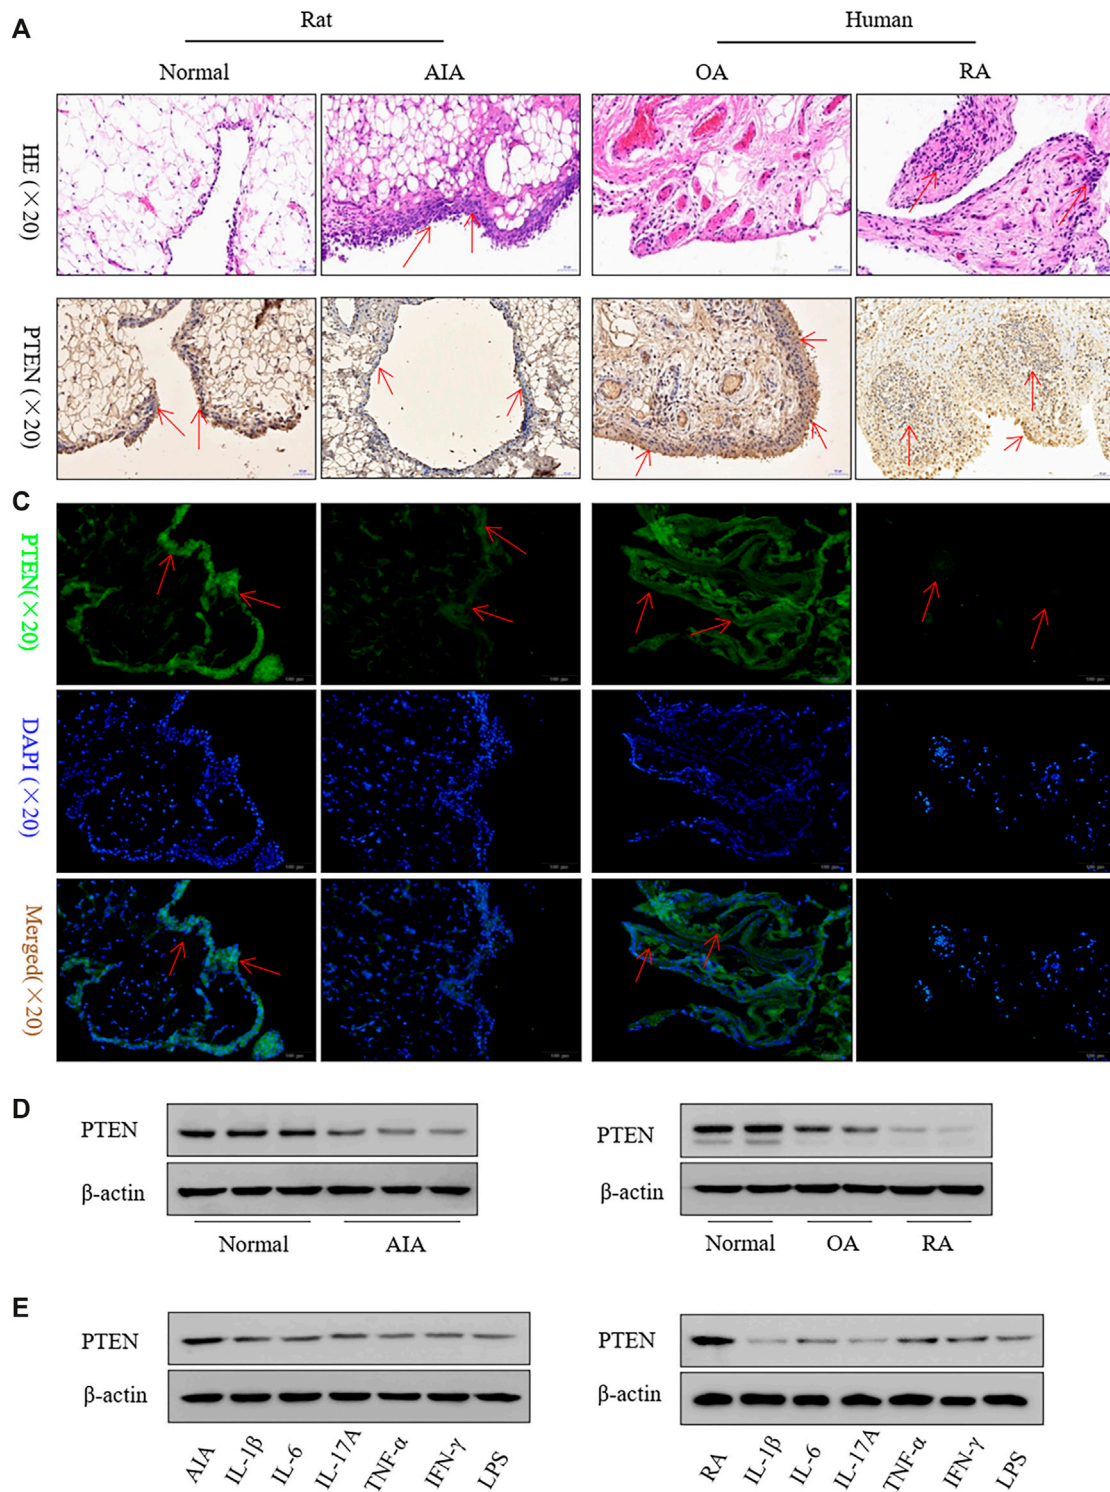 A
Rat
Human
Normal
AIA
OA
RA
HE (×20)
PTEN (×20)
C
PTEN(×20)
DAPI (×20)
Merged(×20)
D
PTEN
β-actin
Normal
AIA
PTEN
β-actin
Normal
OA
RA
E
PTEN
β-actin
AIA
IL-1β
IL-6
IL-17A
TNF-α
IFN-γ
LPS
PTEN
β-actin
RA
IL-1β
IL-6
IL-17A
TNF-α
IFN-γ
LPS